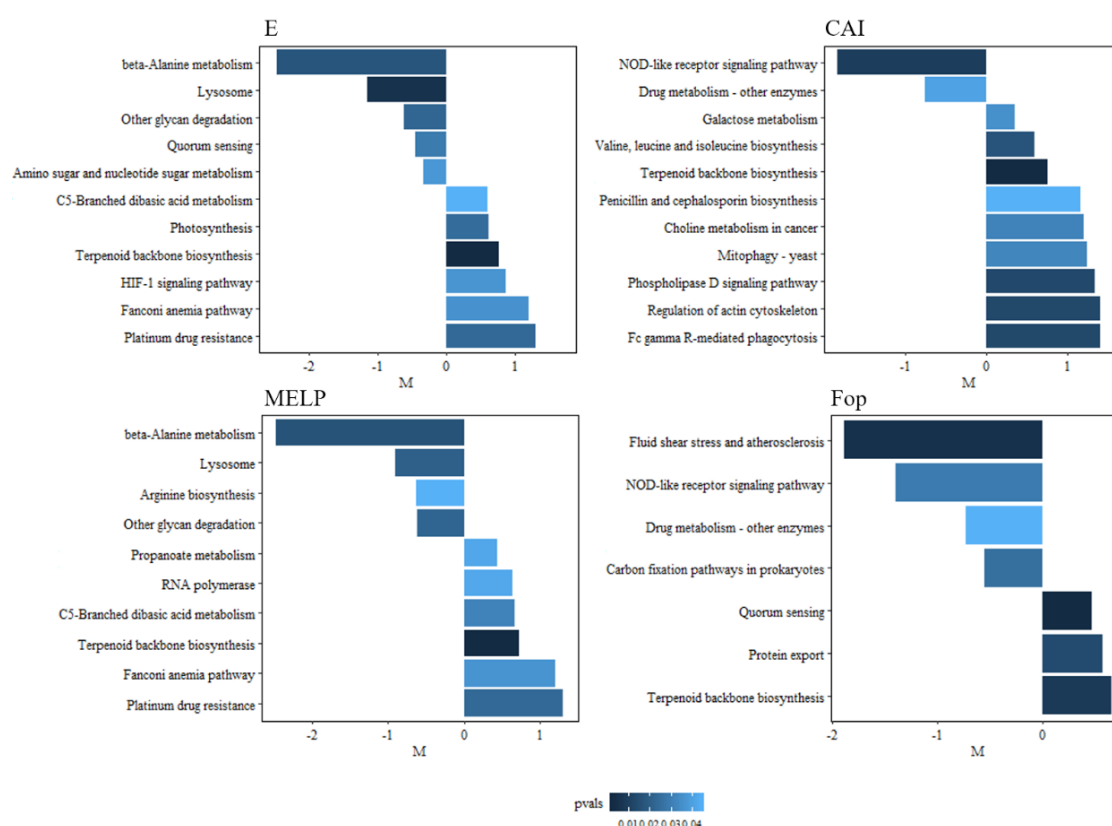 E
beta-Alanine metabolism
Lysosome
Other glycan degradation
Quorum sensing
Amino sugar and nucleotide sugar metabolism
C5-Branched dibasic acid metabolism
Photosynthesis
Terpenoid backbone biosynthesis
HIF-1 signaling pathway
Fanconi anemia pathway
Platinum drug resistance
-2 -1 0 1
M
CAI
NOD-like receptor signaling pathway
Drug metabolism - other enzymes
Galactose metabolism
Valine, leucine and isoleucine biosynthesis
Terpenoid backbone biosynthesis
Penicillin and cephalosporin biosynthesis
Choline metabolism in cancer
Mitophagy - yeast
Phospholipase D signaling pathway
Regulation of actin cytoskeleton
Fc gamma R-mediated phagocytosis
-1 0 1
M
MELP
beta-Alanine metabolism
Lysosome
Arginine biosynthesis
Other glycan degradation
Propanoate metabolism
RNA polymerase
C5-Branched dibasic acid metabolism
Terpenoid backbone biosynthesis
Fanconi anemia pathway
Platinum drug resistance
-2 -1 0 1
M
Fop
Fluid shear stress and atherosclerosis
NOD-like receptor signaling pathway
Drug metabolism - other enzymes
Carbon fixation pathways in prokaryotes
Quorum sensing
Protein export
Terpenoid backbone biosynthesis
-2 -1 0
M
pvals
0.010.020.030.04